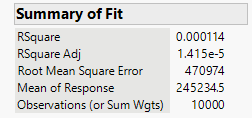 Summary of Fit
RSquare 0.000114
RSquare Adj 1.415e-5
Root Mean Square Error 470974
Mean of Response 245234.5
Observations (or Sum Wgts) 10000